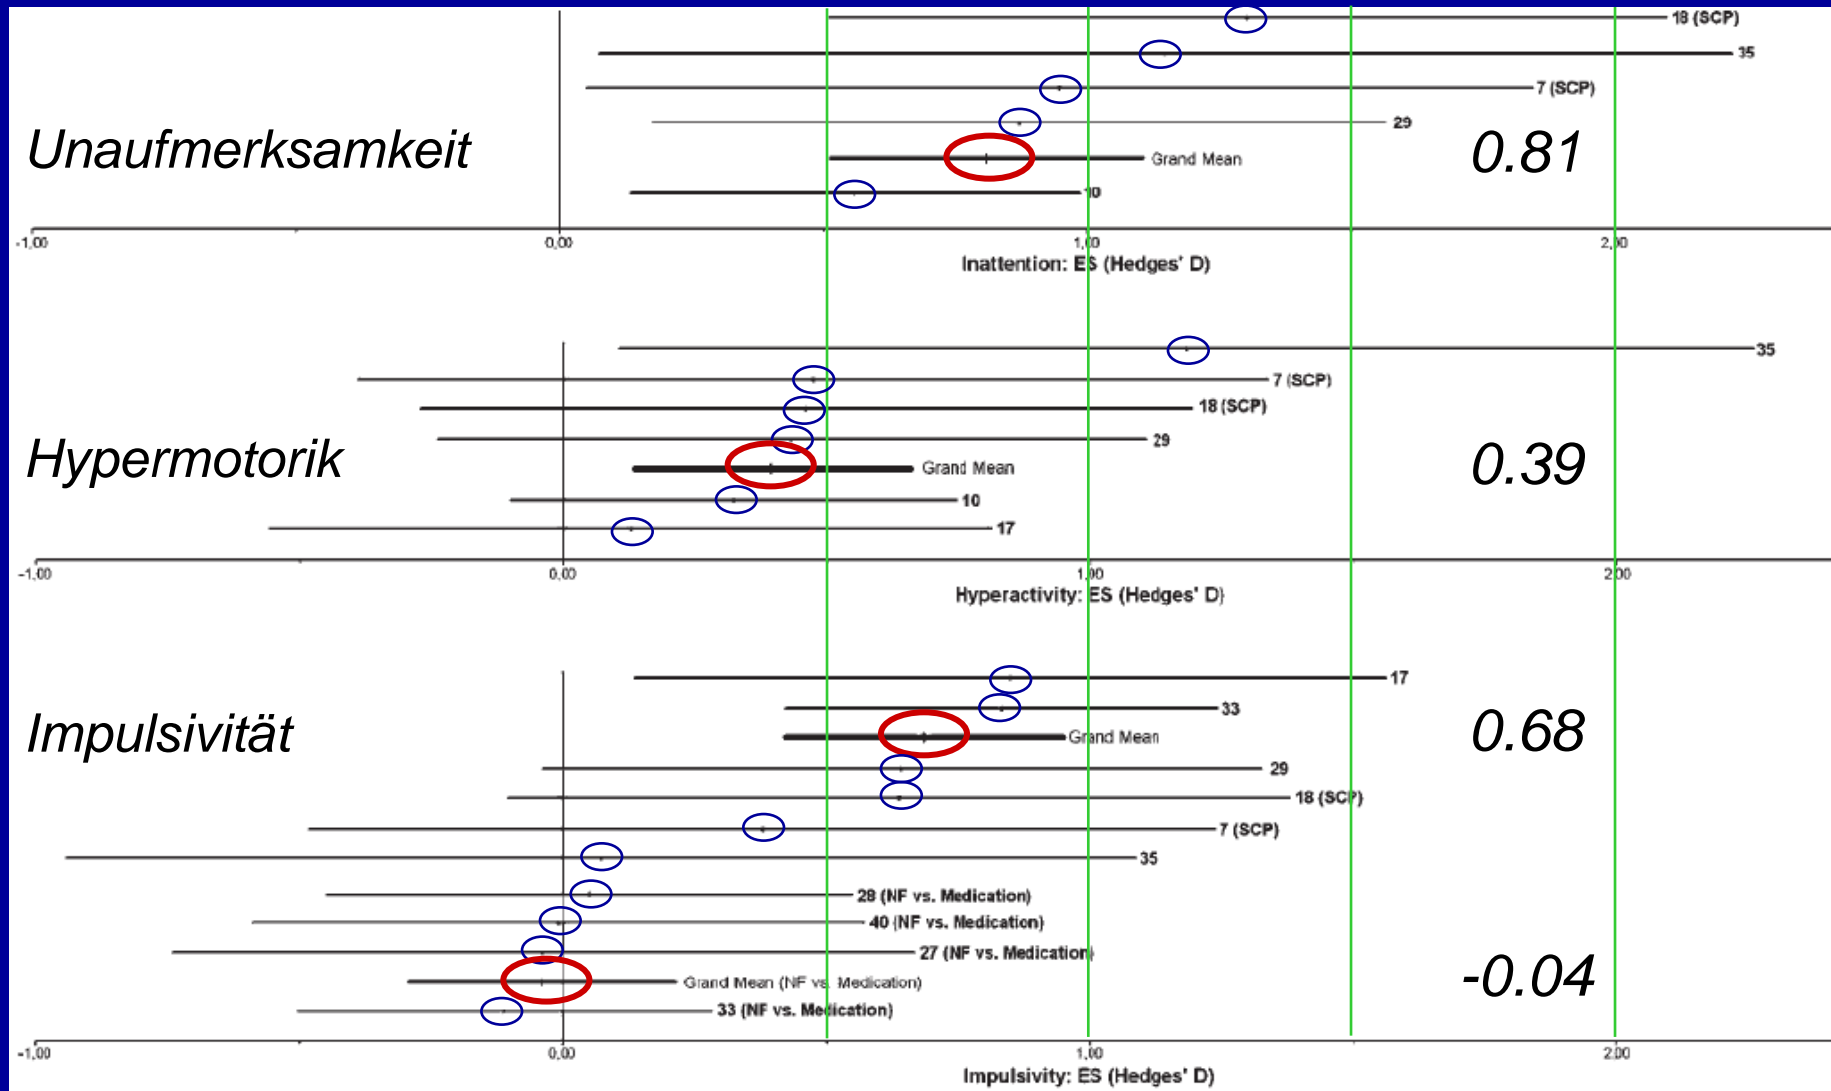 18 (SCP)
35
7 (SCP)
29
Unaufmerksamkeit
0.81
Grand Mean
10
-1,00 0,00 1,00 2,00
Inattention: ES (Hedges' D)
35
7 (SCP)
18 (SCP)
29
Hypermotorik
0.39
Grand Mean
10
17
-1,00 0,00 1,00 2,00
Hyperactivity: ES (Hedges' D)
17
33
Impulsivität
0.68
Grand Mean
29
18 (SCP)
7 (SCP)
35
28 (NF vs. Medication)
40 (NF vs. Medication)
27 (NF vs. Medication)
-0.04
Grand Mean (NF vs. Medication)
33 (NF vs. Medication)
-1,00 0,00 1,00 2,00
Impulsivity: ES (Hedges' D)